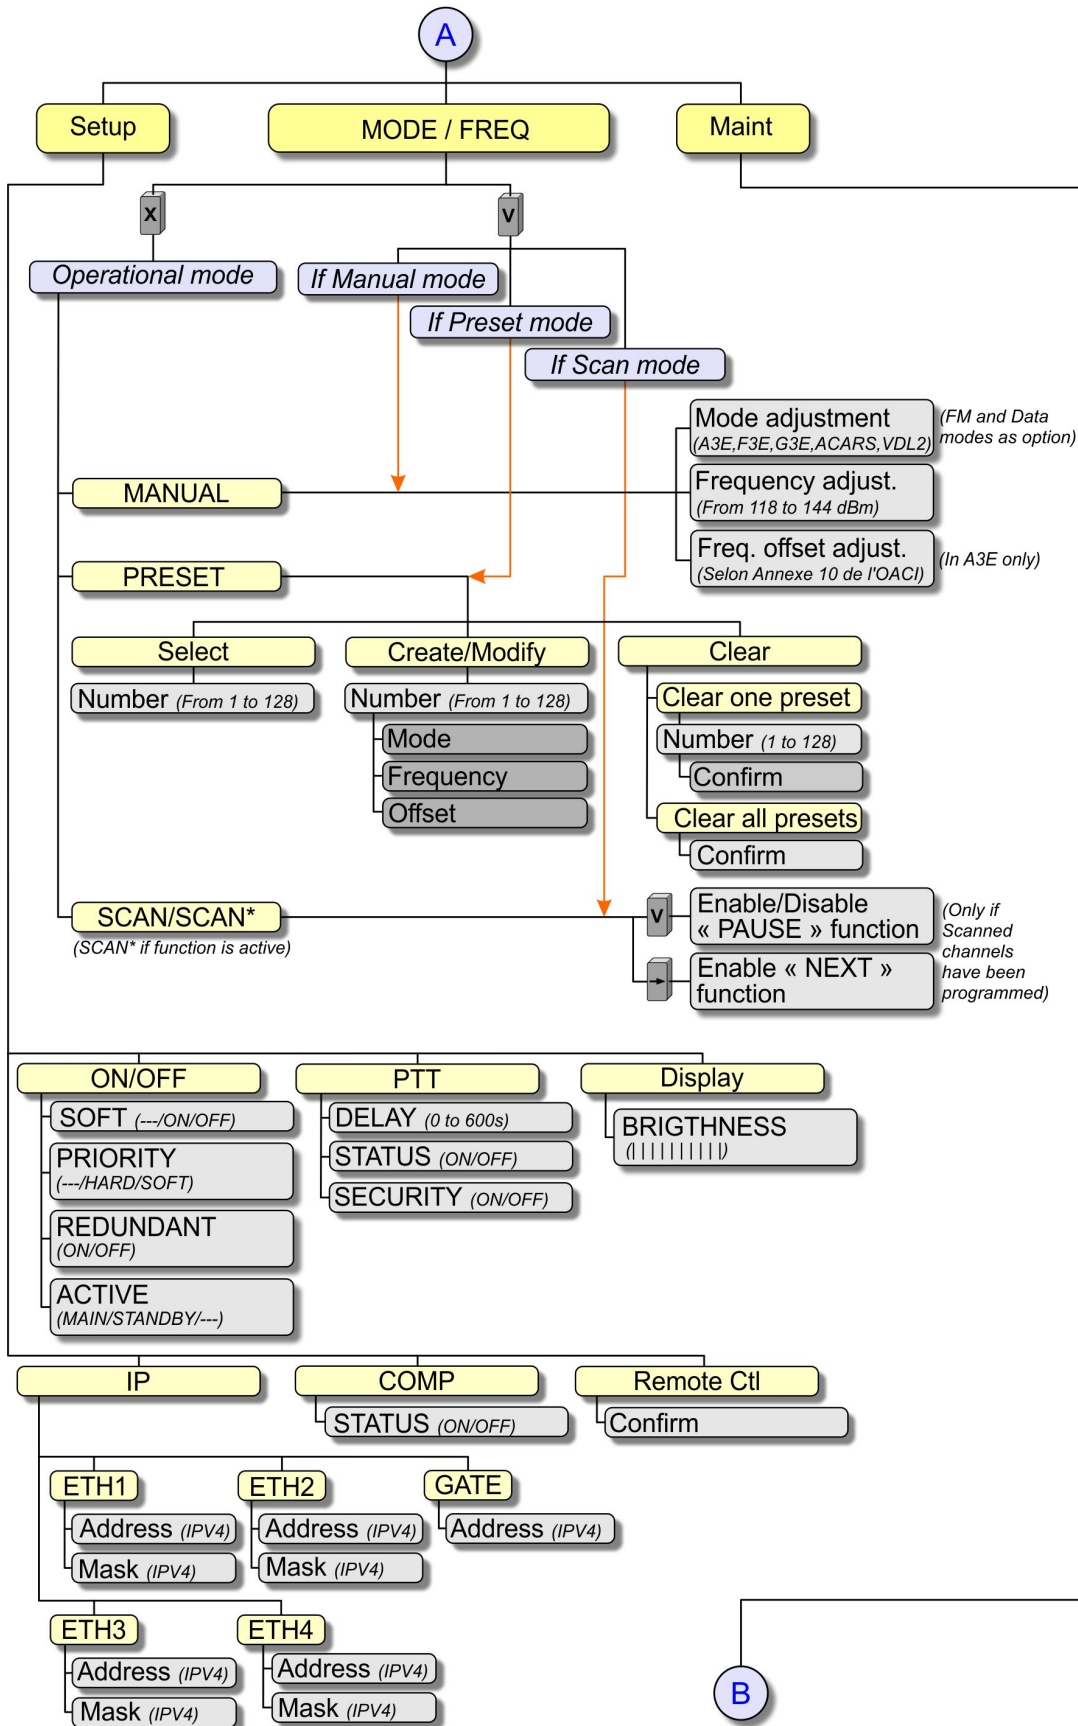 A
Setup
MODE / FREQ
Maint
X
V
Operational mode
If Manual mode
If Preset mode
If Scan mode
Mode adjustment
(A3E,F3E,G3E,ACARS,VDL2)
(FM and Data
modes as option)
MANUAL
Frequency adjust.
(From 118 to 144 dBm)
Freq. offset adjust.
(Selon Annexe 10 de l'OACI)
(In A3E only)
PRESET
Select
Create/Modify
Clear
Number (From 1 to 128)
Number (From 1 to 128)
Clear one preset
Mode
Number (1 to 128)
Frequency
Confirm
Offset
Clear all presets
Confirm
SCAN/SCAN*
(SCAN* if function is active)
V
Enable/Disable
« PAUSE » function
Enable « NEXT »
function
(Only if
Scanned
channels
have been
programmed)
ON/OFF
PTT
Display
SOFT (---/ON/OFF)
DELAY (0 to 600s)
BRIGTHNESS
(||||||||||)
PRIORITY
(---/HARD/SOFT)
STATUS (ON/OFF)
SECURITY (ON/OFF)
REDUNDANT
(ON/OFF)
ACTIVE
(MAIN/STANDBY/---)
IP
COMP
Remote Ctl
STATUS (ON/OFF)
Confirm
ETH1
ETH2
GATE
Address (IPV4)
Address (IPV4)
Address (IPV4)
Mask (IPV4)
Mask (IPV4)
ETH3
ETH4
Address (IPV4)
Address (IPV4)
Mask (IPV4)
Mask (IPV4)
B